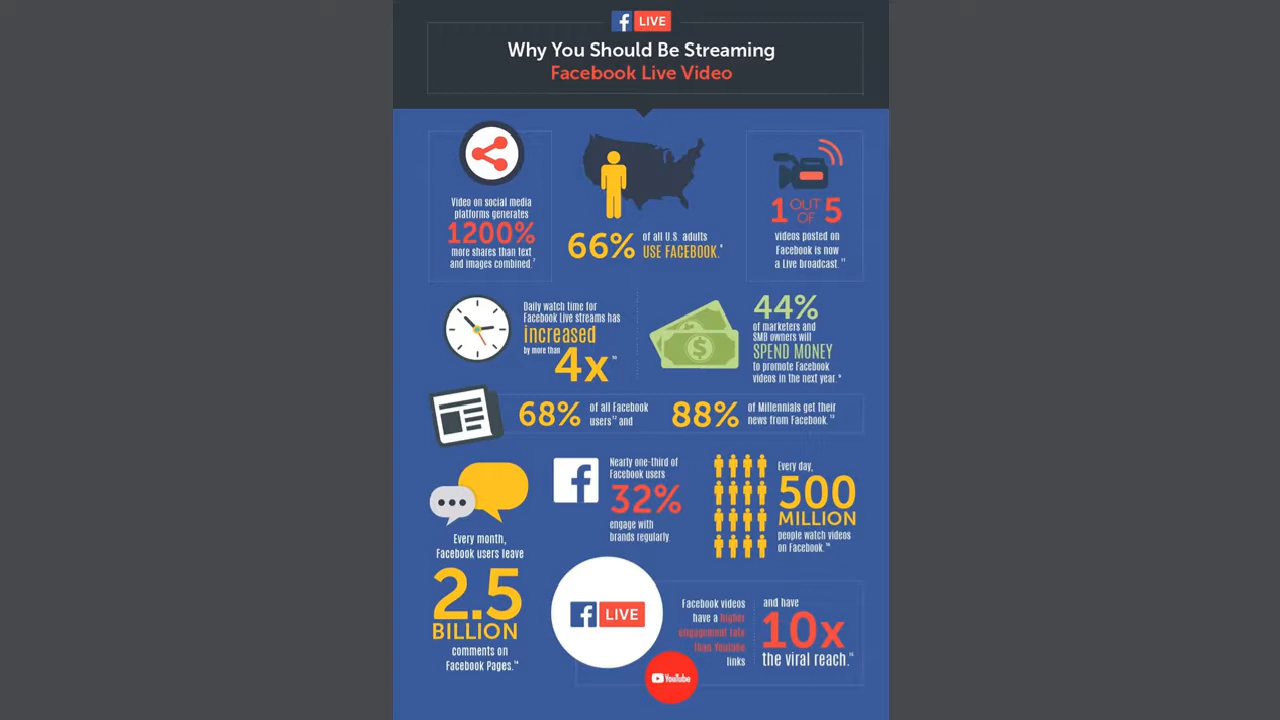 f LIVE
Why You Should Be Streaming
Facebook Live Video
Video on social media
platforms generates
1200%
more shares than text
and images combined.
66%
of all U.S. adults
USE FACEBOOK.
1 OUT OF 5
videos posted on
Facebook is now
a Live broadcast.
Daily watch time for
Facebook Live streams has
increased
by more than
4x
44%
of marketers and
SMB owners will
SPEND MONEY
to promote Facebook
videos in the next year.
68%
of all Facebook
users and
88%
of Millennials get their
news from Facebook.
Nearly one-third of
Facebook users
32%
engage with
brands regularly
Every day,
500
MILLION
people watch videos
on Facebook.
Every month,
Facebook users leave
2.5
BILLION
comments on
Facebook Pages.
f LIVE
YouTube
Facebook videos
have a higher
engagement rate
than Youtube
links
and have
10x
the viral reach.